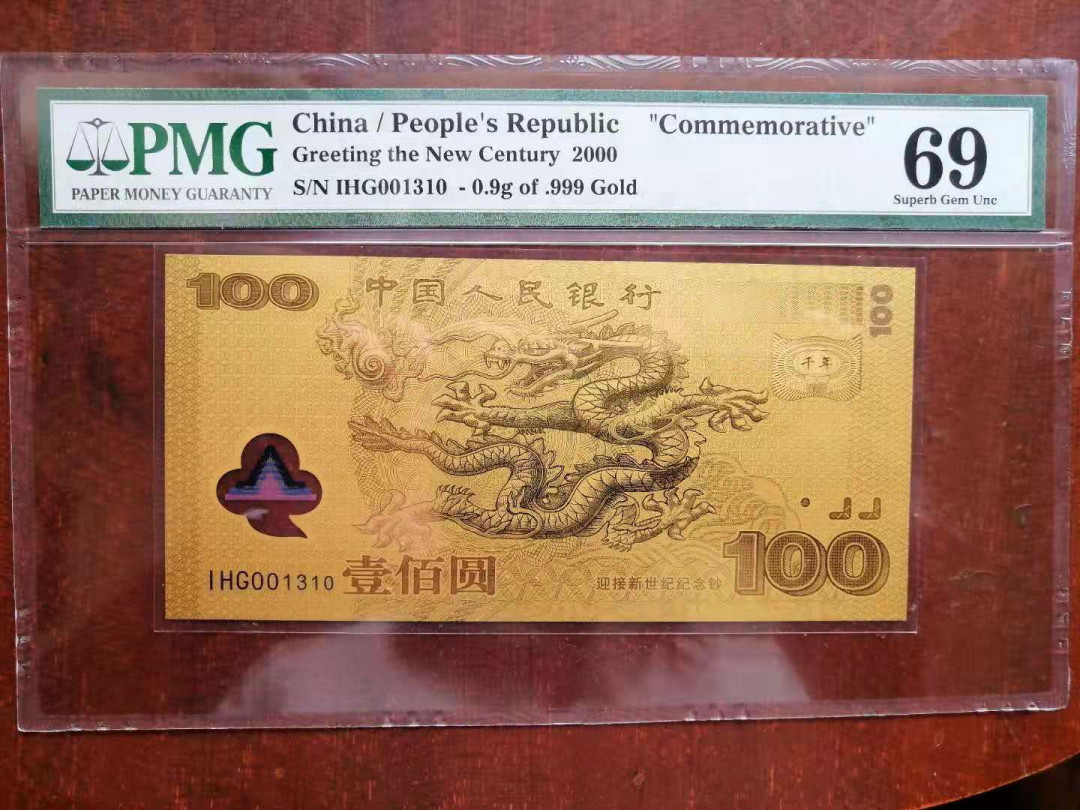 PMG
PAPER MONEY GUARANTY
China / People's Republic "Commemorative"
Greeting the New Century 2000
S/N IHG001310 - 0.9g of .999 Gold
69
Superb Gem Unc
100
中国人民银行
100
千年
IHG001310
壹佰圆
迎接新世纪纪念钞
100